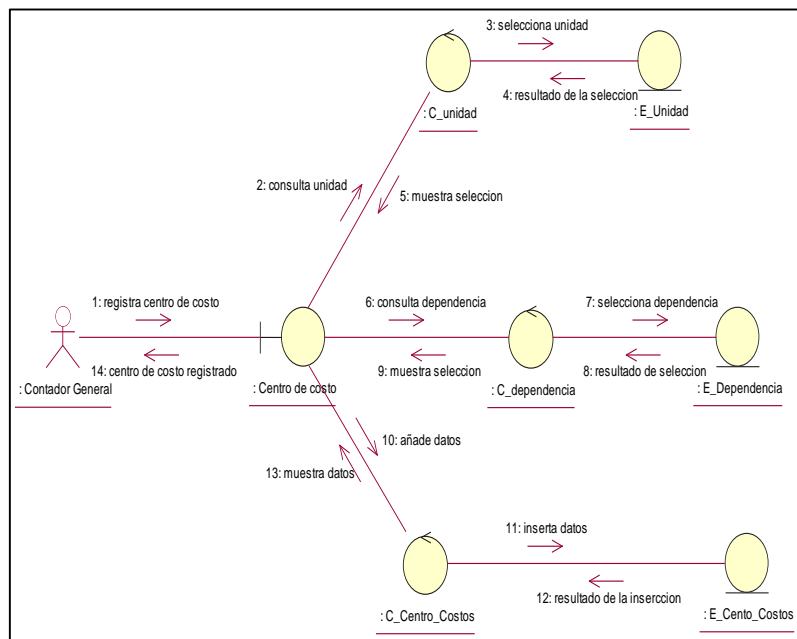 3: selecciona unidad
4: resultado de la seleccion
: C_unidad
: E_Unidad
2: consulta unidad
5: muestra seleccion
1: registra centro de costo
6: consulta dependencia
7: selecciona dependencia
14: centro de costo registrado
9: muestra seleccion
8: resultado de seleccion
: Contador General
: Centro de costo
: C_dependencia
: E_Dependencia
10: añade datos
13: muestra datos
11: inserta datos
12: resultado de la inserccion
: C_Centro_Costos
: E_Cento_Costos